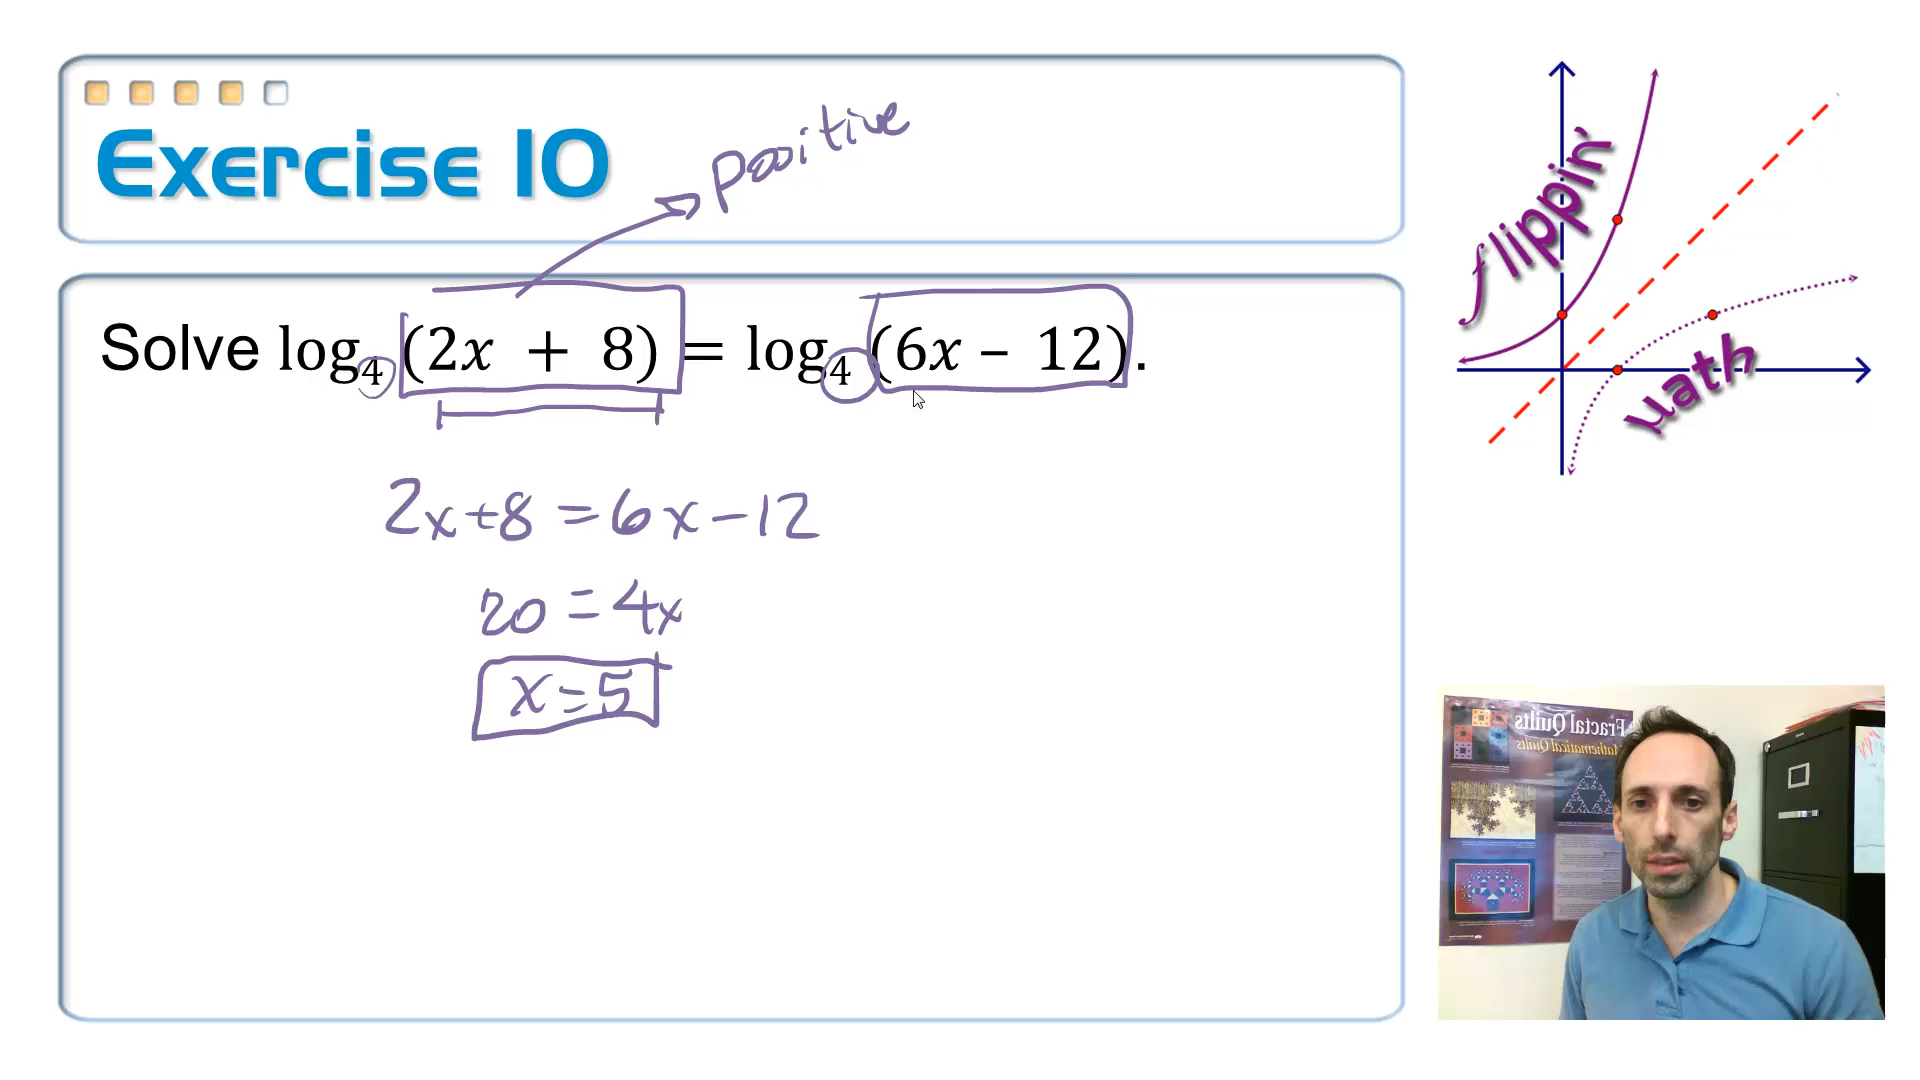 Exercise 10
positive
Solve log₄ (2x + 8) = log₄ (6x – 12).
2x+8 = 6x-12
20 = 4x
x=5
flippin'
math
Fractal Quilts
Mathematical Quilts